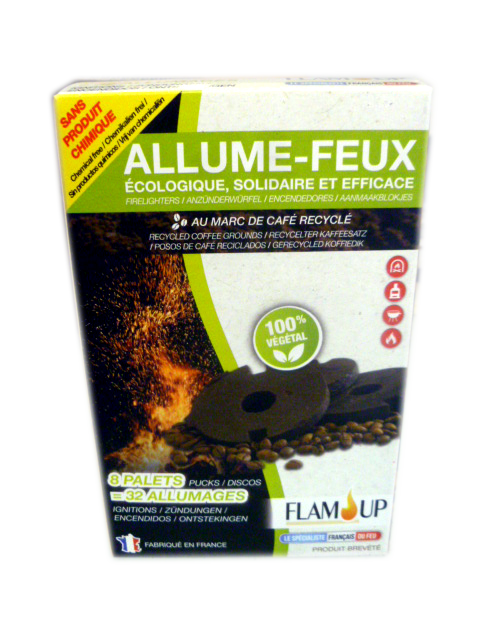 SANS
PRODUIT
CHIMIQUE
Chemical free / Chemikalien frei /
Sin productos quimicos / Vrij van chemicaliën
ALLUME-FEUX
ÉCOLOGIQUE, SOLIDAIRE ET EFFICACE
FIRELIGHTERS / ANZÜNDERWÜRFEL / ENCENDEDORES / AANMAAKBLOKJES
AU MARC DE CAFÉ RECYCLÉ
RECYCLED COFFEE GROUNDS / RECYCELTER KAFFEESATZ
/ POSOS DE CAFÉ RECICLADOS / GERECYCLED KOFFIEDIK
100%
VÉGÉTAL
8 PALETS PUCKS / DISCOS
= 32 ALLUMAGES
IGNITIONS / ZÜNDUNGEN /
ENCENDIDOS / ONTSTEKINGEN
FLAM UP
LE SPÉCIALISTE FRANÇAIS DU FEU
PRODUIT BREVETÉ
FABRIQUÉ EN FRANCE